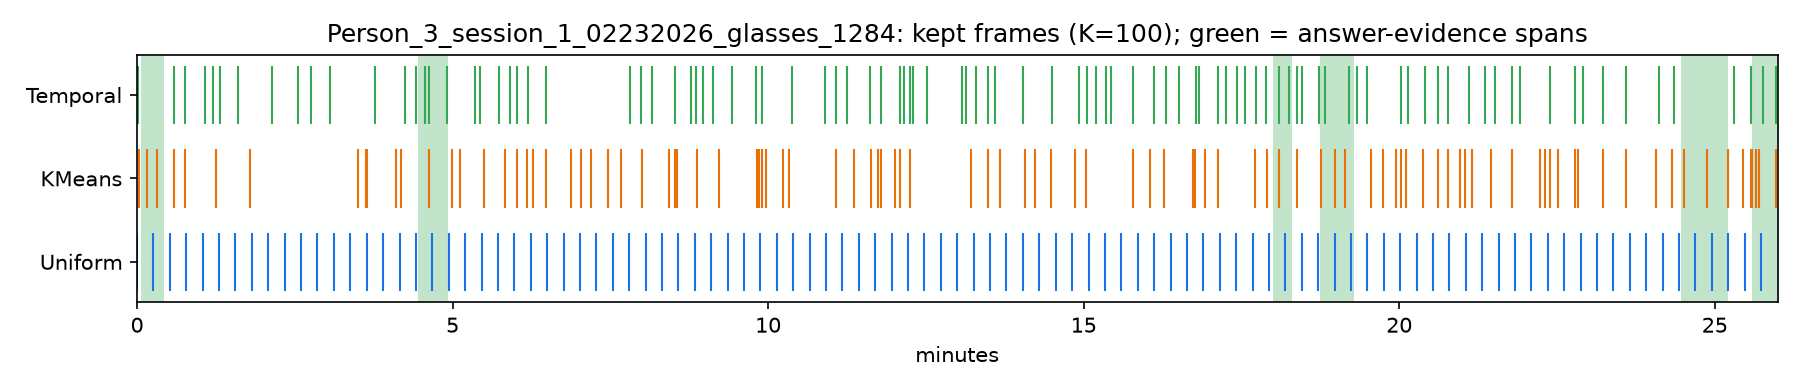 Person_3_session_1_02232026_glasses_1284: kept frames (K=100); green = answer-evidence spans
Temporal
KMeans
Uniform
0 5 10 15 20 25
minutes